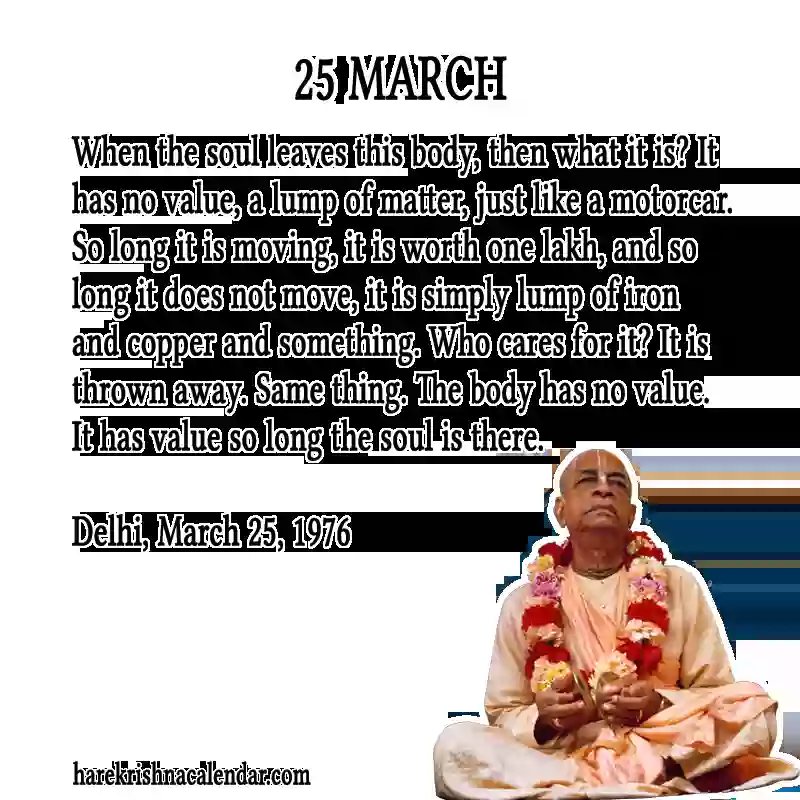 25 MARCH
When the soul leaves this body, then what it is? It
has no value, a lump of matter, just like a motorcar.
So long it is moving, it is worth one lakh, and so
long it does not move, it is simply lump of iron
and copper and something. Who cares for it? It is
thrown away. Same thing. The body has no value.
It has value so long the soul is there.
Delhi, March 25, 1976
harekrishnacalendar.com